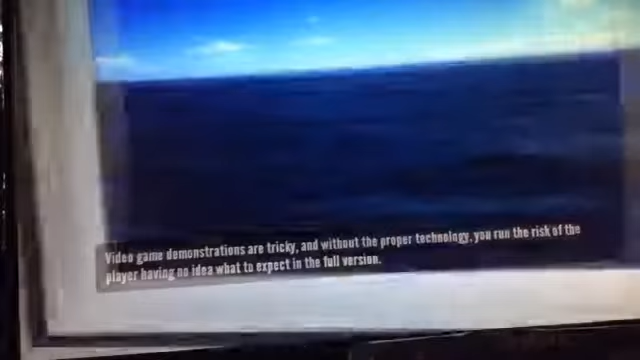 Video game demonstrations are tricky, and without the proper technology, you run the risk of the
player having no idea what to expect in the full version.